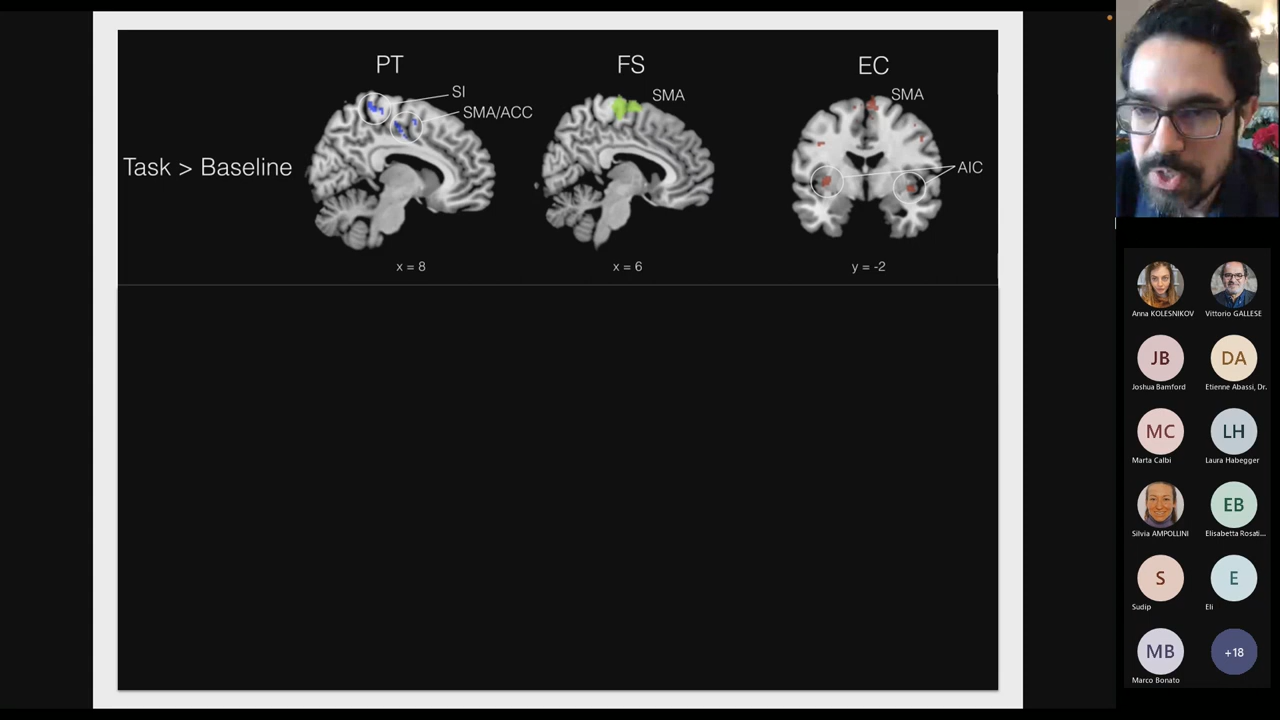 PT
FS
EC
SI
SMA/ACC
SMA
SMA
Task > Baseline
AIC
x = 8
x = 6
y = -2
Anna KOLESNIKOV
Vittorio GALLESE
JB
DA
Joshua Bamford
Etienne Abassi, Dr.
MC
LH
Marta Calbi
Laura Habegger
EB
Silvia AMPOLLINI
Elisabetta Rosati...
S
E
Sudip
Eli
MB
+18
Marco Bonato